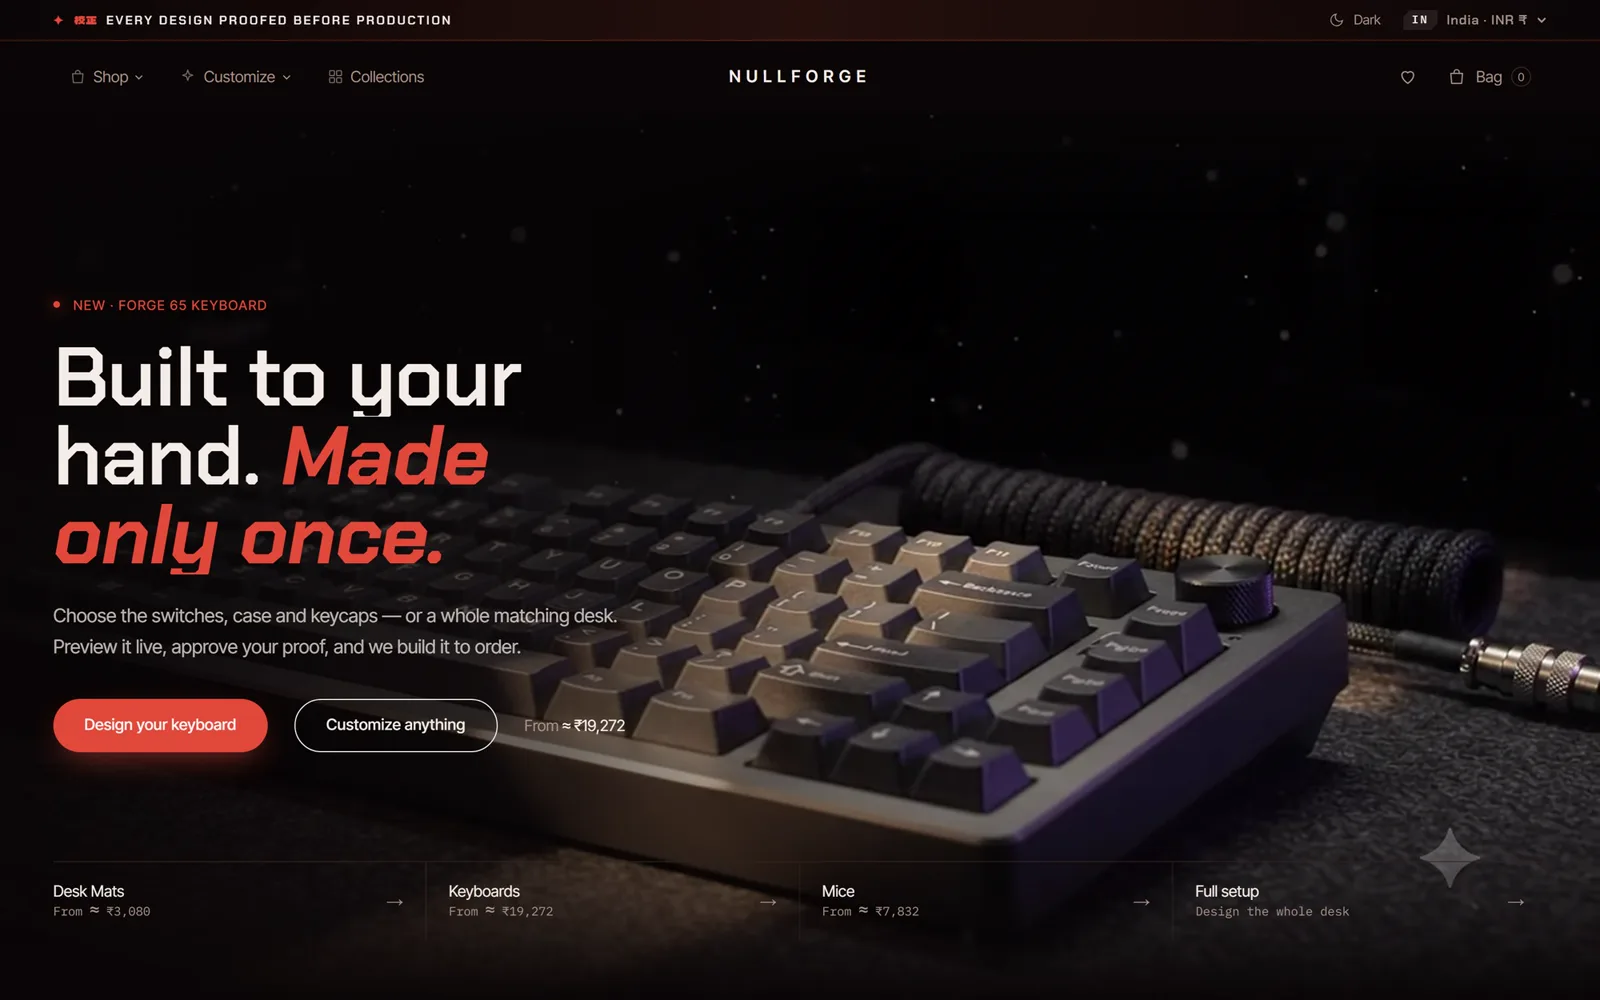 校正 EVERY DESIGN PROOFED BEFORE PRODUCTION
Dark
IN India · INR ₹
Shop
Customize
Collections
NULLFORGE
Bag 0
NEW · FORGE 65 KEYBOARD
Built to your
hand. Made
only once.
Choose the switches, case and keycaps — or a whole matching desk.
Preview it live, approve your proof, and we build it to order.
Design your keyboard
Customize anything
From ≈ ₹19,272
Desk Mats
From ≈ ₹3,080
→
Keyboards
From ≈ ₹19,272
→
Mice
From ≈ ₹7,832
→
Full setup
Design the whole desk
→